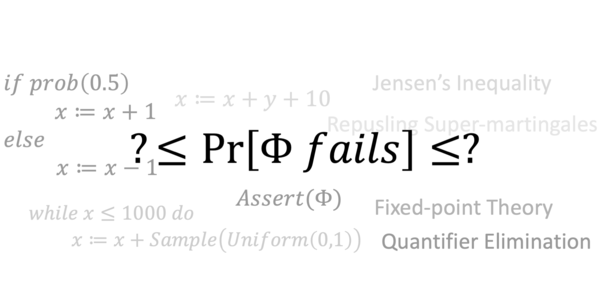 if prob(0.5)
x := x + 1
else
x := x − 1
x := x + y + 10
Jensen's Inequality
Repusling Super-martingales
? ≤ Pr[Φ fails] ≤?
Assert(Φ)
while x ≤ 1000 do
x := x + Sample(Uniform(0,1))
Fixed-point Theory
Quantifier Elimination